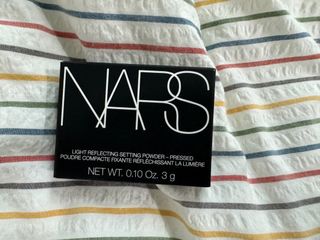 NARS
LIGHT REFLECTING SETTING POWDER – PRESSED
POUDRE COMPACTE FIXANTE RÉFLÉCHISSANT LA LUMIÈRE
NET WT. 0.10 Oz. 3 g